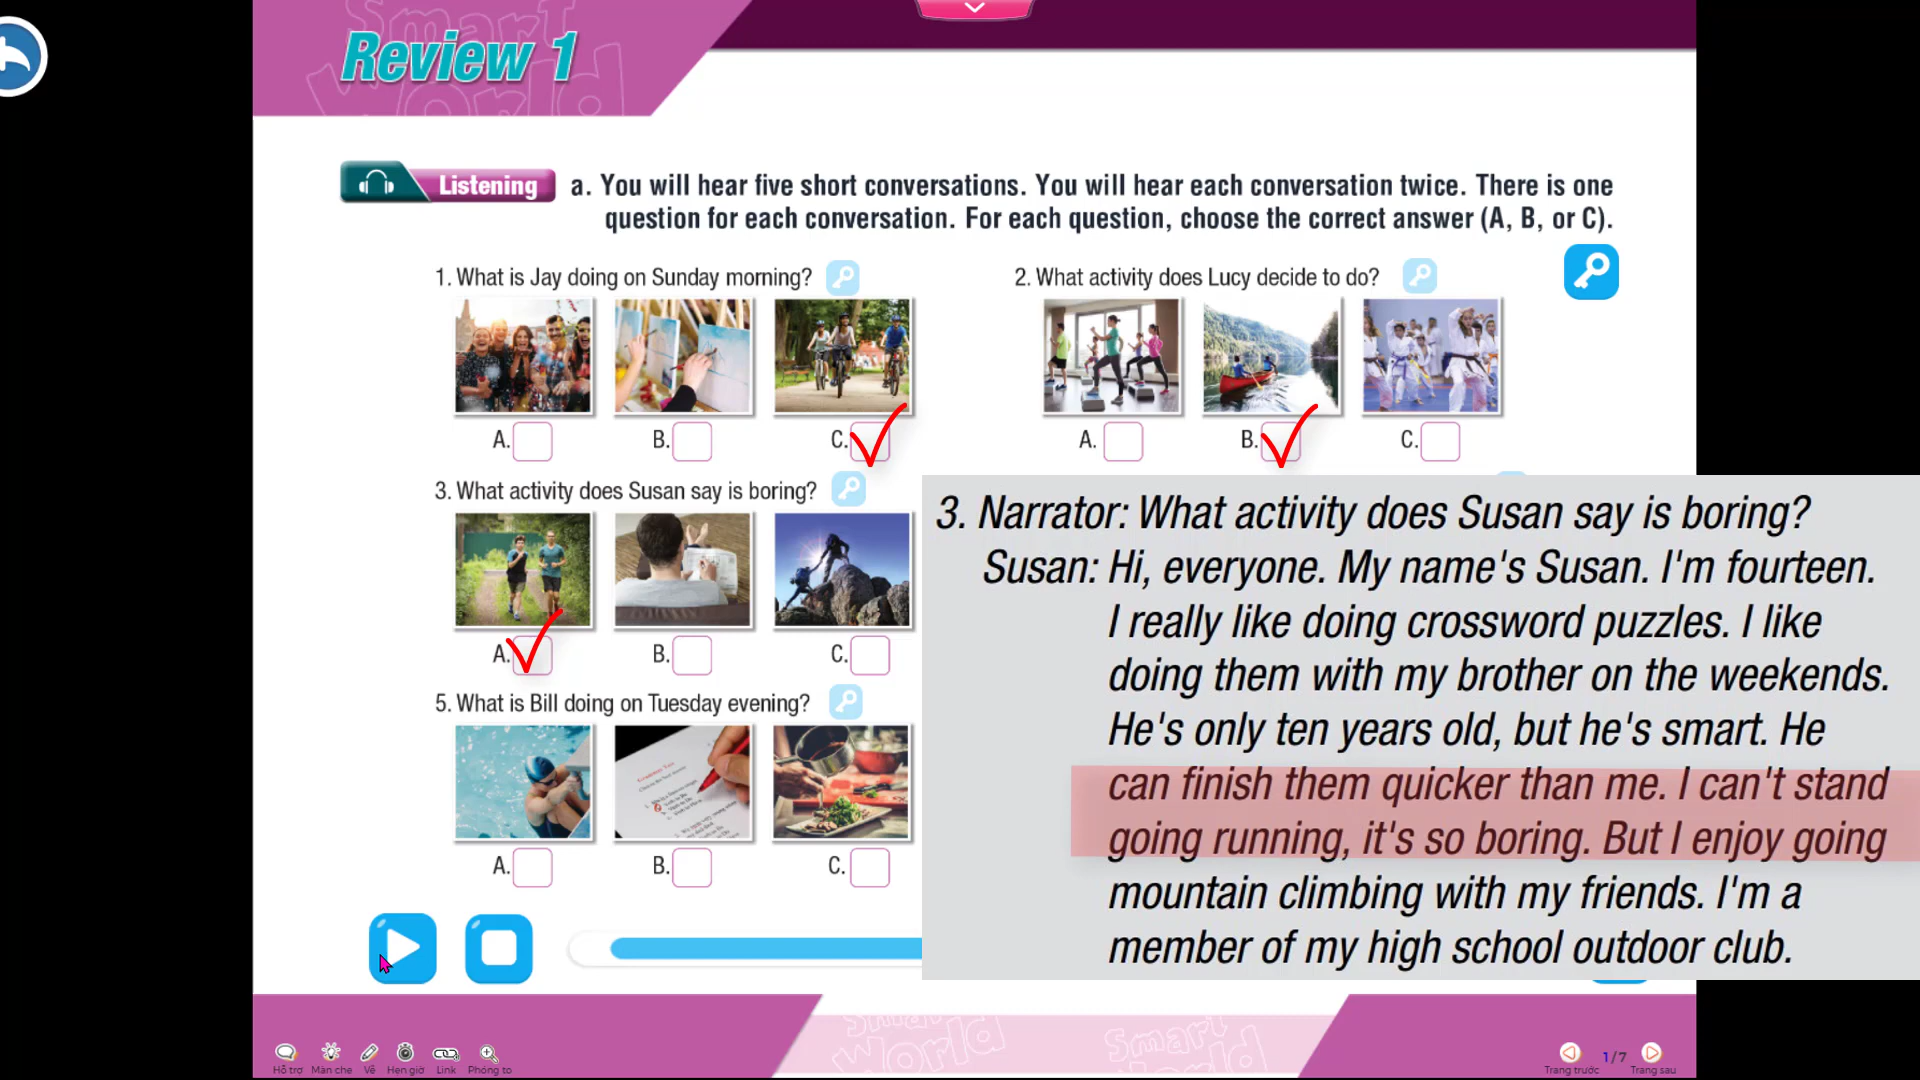 Review 1
Listening
a. You will hear five short conversations. You will hear each conversation twice. There is one
question for each conversation. For each question, choose the correct answer (A, B, or C).
1. What is Jay doing on Sunday morning?
A.
B.
C.
2. What activity does Lucy decide to do?
A.
B.
C.
3. What activity does Susan say is boring?
A.
B.
C.
5. What is Bill doing on Tuesday evening?
A.
B.
C.
3. Narrator: What activity does Susan say is boring?
Susan: Hi, everyone. My name's Susan. I'm fourteen.
I really like doing crossword puzzles. I like
doing them with my brother on the weekends.
He's only ten years old, but he's smart. He
can finish them quicker than me. I can't stand
going running, it's so boring. But I enjoy going
mountain climbing with my friends. I'm a
member of my high school outdoor club.
Smart
World
Smart
World
Smart
World
Hỗ trợ
Màn che
Vẽ
Hẹn giờ
Link
Phóng to
Trang trước
1/7
Trang sau